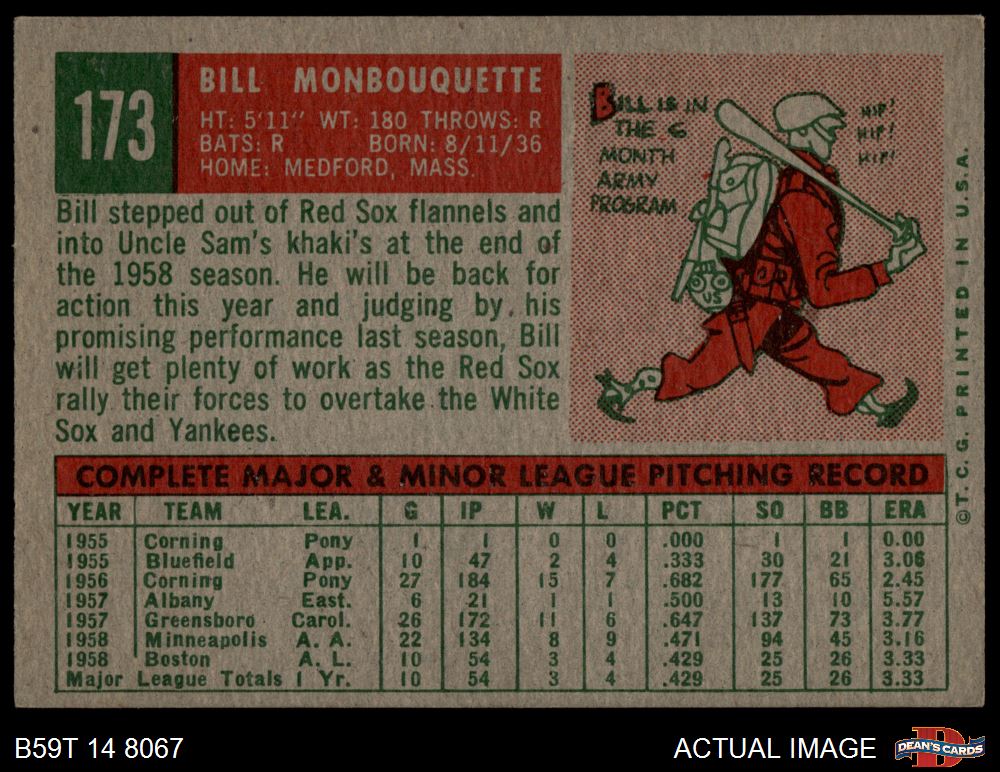 173
BILL MONBOUQUETTE
HT: 5'11" WT: 180 THROWS: R
BATS: R BORN: 8/11/36
HOME: MEDFORD, MASS.
Bill stepped out of Red Sox flannels and
into Uncle Sam's khaki's at the end of
the 1958 season. He will be back for
action this year and judging by his
promising performance last season, Bill
will get plenty of work as the Red Sox
rally their forces to overtake the White
Sox and Yankees.
BILL IS IN
THE 6
MONTH
ARMY
PROGRAM
HIP!
HIP!
HIP!
US
© T. C. G. PRINTED IN U.S.A.
COMPLETE MAJOR & MINOR LEAGUE PITCHING RECORD
YEAR TEAM LEA. G IP W L PCT SO BB ERA
1955 Corning Pony 1 1 0 0 .000 1 1 0.00
1955 Bluefield App. 10 47 2 4 .333 30 21 3.06
1956 Corning Pony 27 184 15 7 .682 177 65 2.45
1957 Albany East. 6 21 1 1 .500 13 10 5.57
1957 Greensboro Carol. 26 172 11 6 .647 137 73 3.77
1958 Minneapolis A. A. 22 134 8 9 .471 94 45 3.16
1958 Boston A. L. 10 54 3 4 .429 25 26 3.33
Major League Totals 1 Yr. 10 54 3 4 .429 25 26 3.33
B59T 14 8067
ACTUAL IMAGE
DEAN'S CARDS